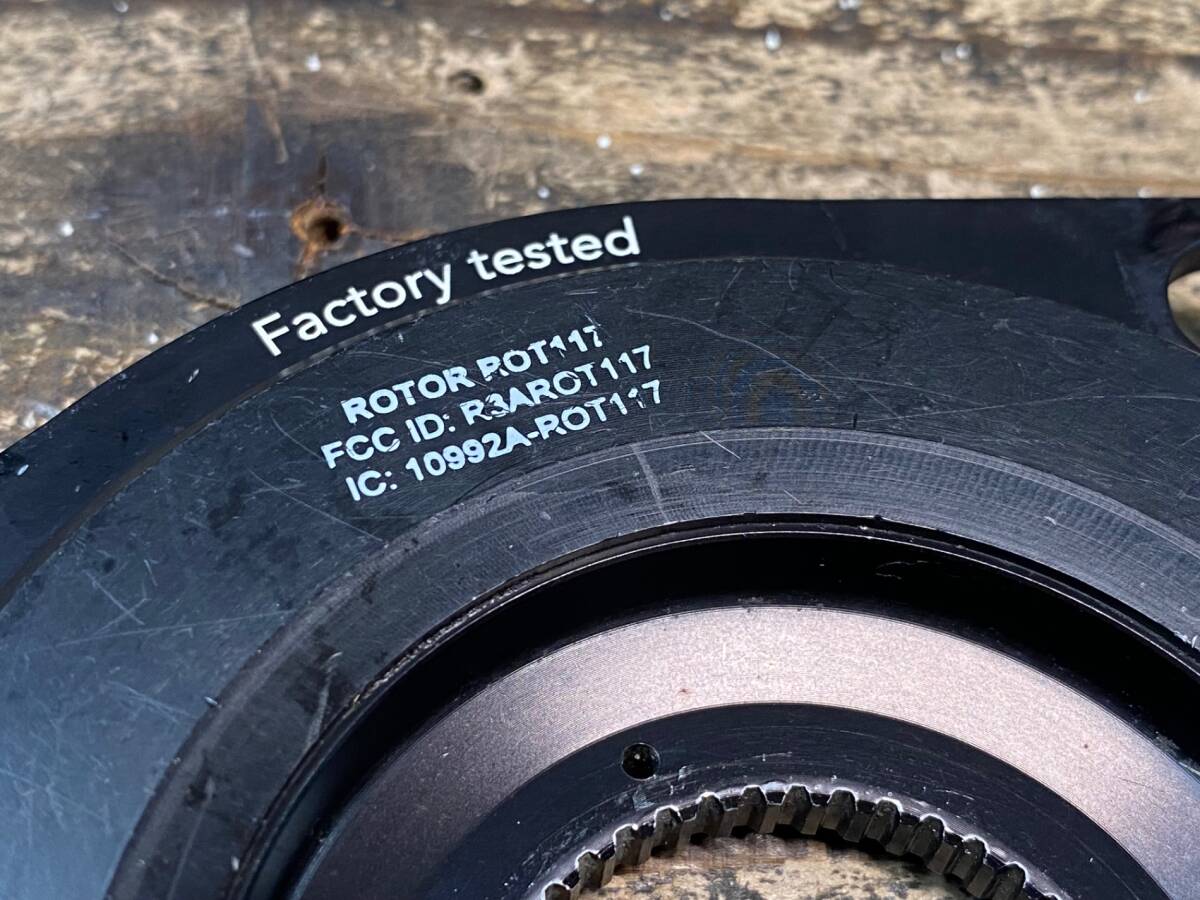 Factory tested
ROTOR ROT117
FCC ID: R3AROT117
IC: 10992A-ROT117